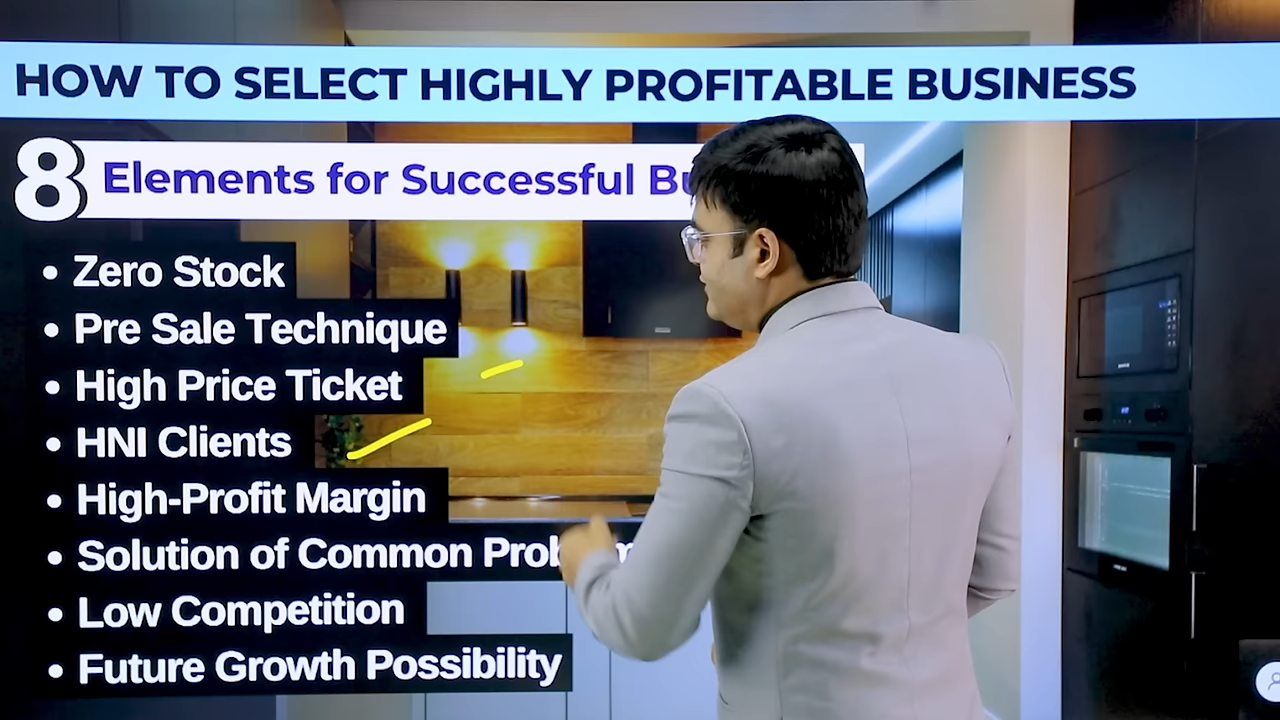 HOW TO SELECT HIGHLY PROFITABLE BUSINESS
8 Elements for Successful
• Zero Stock
• Pre Sale Technique
• High Price Ticket
• HNI Clients
• High-Profit Margin
• Solution of Common
• Low Competition
• Future Growth Possibility